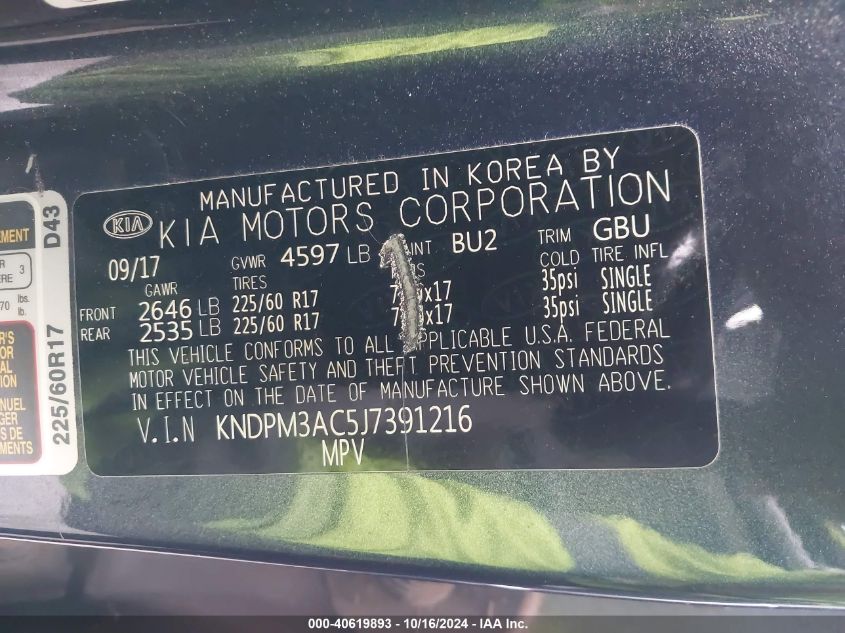 MANUFACTURED IN KOREA BY
KIA KIA MOTORS CORPORATION
09/17 GVWR 4597 LB BU2 TRIM GBU
GAWR TIRES COLD TIRE INFL
FRONT 2646 LB 225/60 R17 35psi SINGLE
REAR 2535 LB 225/60 R17 35psi SINGLE
THIS VEHICLE CONFORMS TO ALL U.S.A. FEDERAL
MOTOR VEHICLE SAFETY AND THEFT PREVENTION STANDARDS
IN EFFECT ON THE DATE OF MANUFACTURE SHOWN ABOVE.
V.I.N KNDPM3AC5J7391216
MPV
225/60R17 D43
3
lbs.
DE
000-40619893 - 10/16/2024 - IAA Inc.